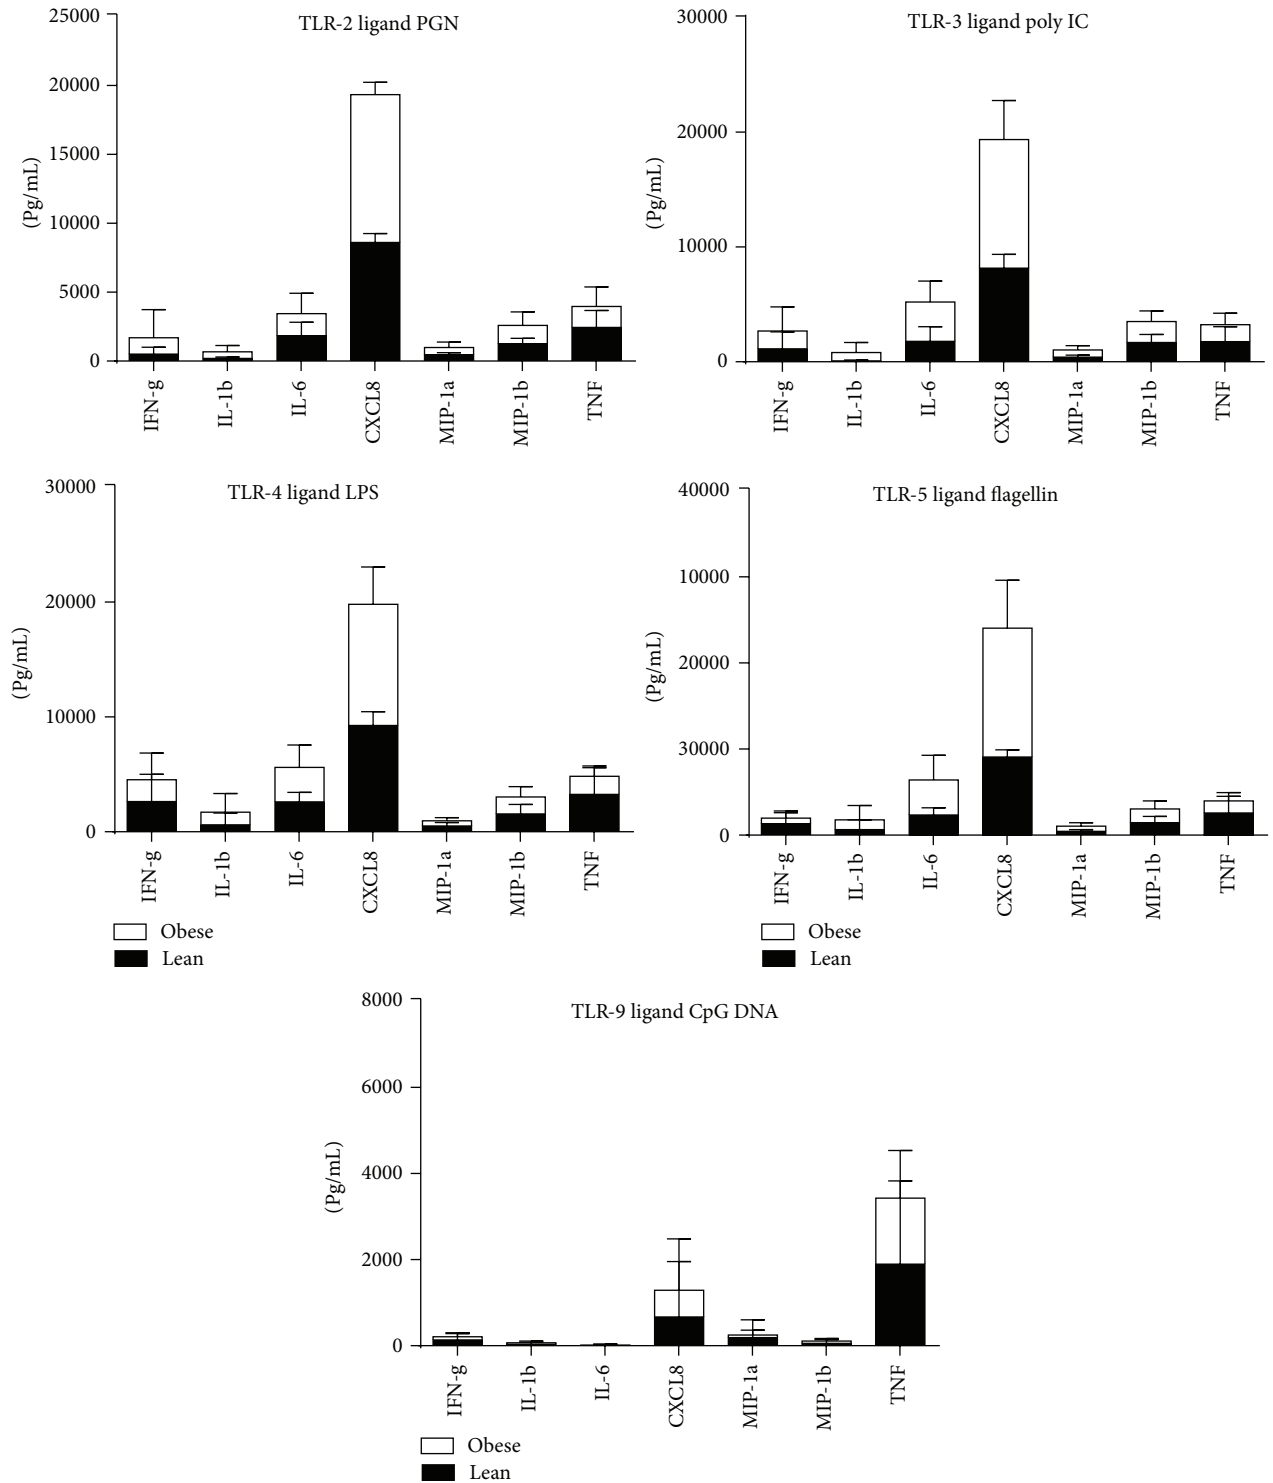 TLR-2 ligand PGN
25000
20000
15000
10000
5000
0
(Pg/mL)
IFN-g
IL-1b
IL-6
CXCL8
MIP-1a
MIP-1b
TNF
TLR-3 ligand poly IC
30000
20000
10000
0
(Pg/mL)
IFN-g
IL-1b
IL-6
CXCL8
MIP-1a
MIP-1b
TNF
TLR-4 ligand LPS
30000
20000
10000
0
(Pg/mL)
IFN-g
IL-1b
IL-6
CXCL8
MIP-1a
MIP-1b
TNF
Obese
Lean
TLR-5 ligand flagellin
40000
10000
20000
30000
0
(Pg/mL)
IFN-g
IL-1b
IL-6
CXCL8
MIP-1a
MIP-1b
TNF
Obese
Lean
TLR-9 ligand CpG DNA
8000
6000
4000
2000
0
(Pg/mL)
IFN-g
IL-1b
IL-6
CXCL8
MIP-1a
MIP-1b
TNF
Obese
Lean